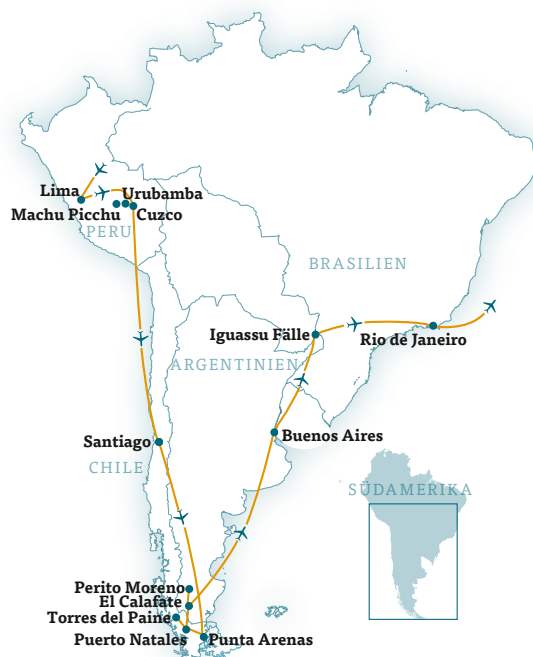 Lima
Urubamba
Machu Picchu
Cuzco
PERU
BRASILIEN
Iguassu Fälle
Rio de Janeiro
ARGENTINIEN
Santiago
Buenos Aires
CHILE
SÜDAMERIKA
Perito Moreno
El Calafate
Torres del Paine
Puerto Natales
Punta Arenas